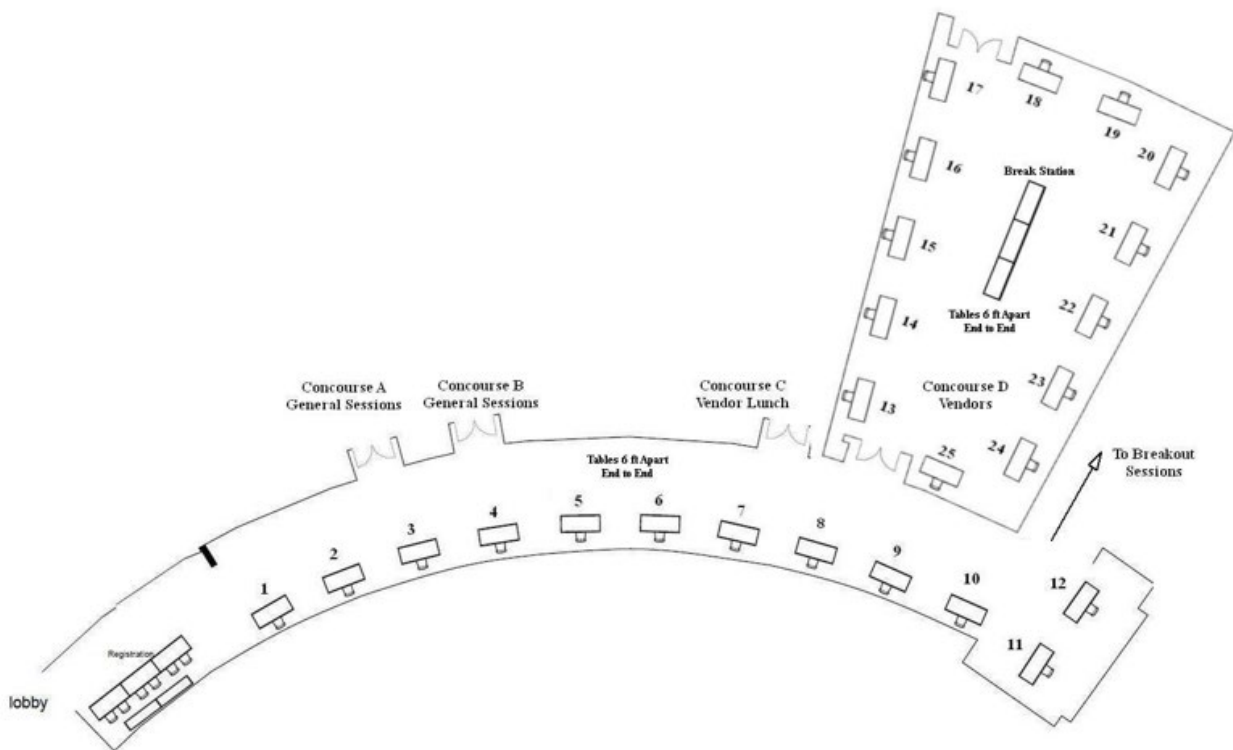 17
18
19
20
16
Break Station
21
15
22
14
Tables 6 ft Apart
End to End
23
13
Concourse D
Vendors
24
25
Concourse A
General Sessions
Concourse B
General Sessions
Concourse C
Vendor Lunch
To Breakout
Sessions
Tables 6 ft Apart
End to End
1
2
3
4
5
6
7
8
9
10
11
12
Registration
lobby